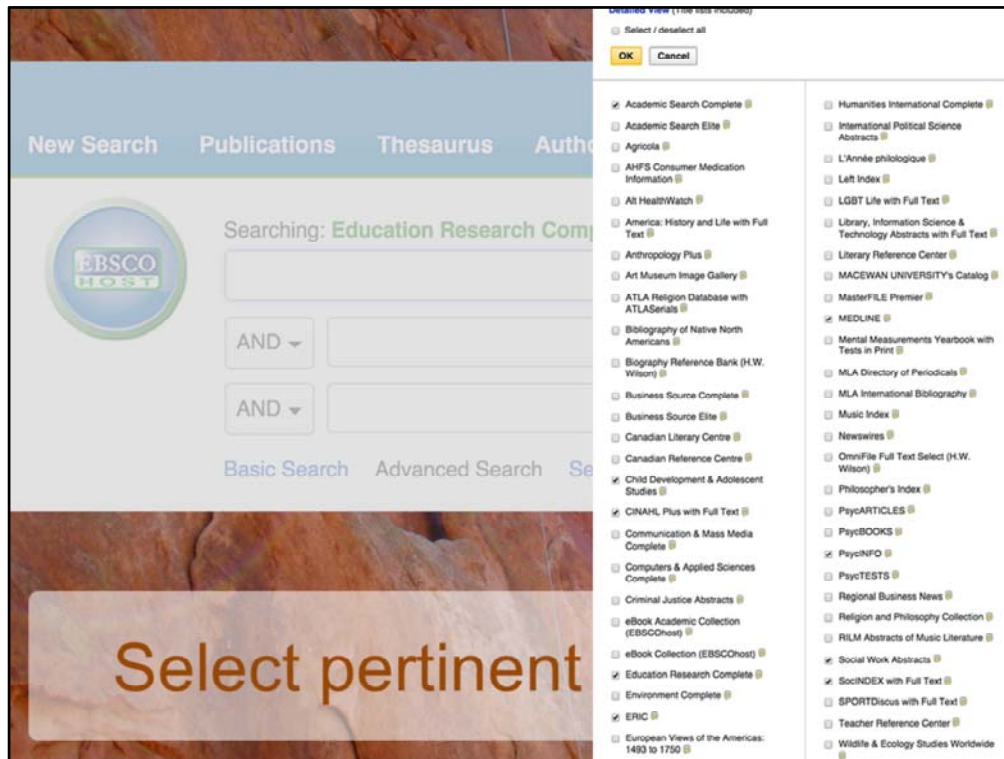 New Search Publications Thesaurus
EBSCO
HOST
Searching: Education Research
AND
AND
Basic Search Advanced Search
Select pertinent
Detailed View (Title lists included)
Select / deselect all
OK Cancel
Academic Search Complete
Academic Search Elite
Agricola
AHFS Consumer Medication
Information
Alt HealthWatch
America: History and Life with Full
Text
Anthropology Plus
Art Museum Image Gallery
ATLA Religion Database with
ATLASerials
Bibliography of Native North
Americans
Biography Reference Bank (H.W.
Wilson)
Business Source Complete
Business Source Elite
Canadian Literary Centre
Canadian Reference Centre
Child Development & Adolescent
Studies
CINAHL Plus with Full Text
Communication & Mass Media
Complete
Computers & Applied Sciences
Complete
Criminal Justice Abstracts
eBook Academic Collection
(EBSCOhost)
eBook Collection (EBSCOhost)
Education Research Complete
Environment Complete
ERIC
European Views of the Americas:
1493 to 1750
Humanities International Complete
International Political Science
Abstracts
L'Année philologique
Left Index
LGBT Life with Full Text
Library, Information Science &
Technology Abstracts with Full Text
Literary Reference Center
MACEWAN UNIVERSITY's Catalog
MasterFILE Premier
MEDLINE
Mental Measurements Yearbook with
Tests in Print
MLA Directory of Periodicals
MLA International Bibliography
Music Index
Newswires
OmniFile Full Text Select (H.W.
Wilson)
Philosopher's Index
PsycARTICLES
PsycBOOKS
PsycINFO
PsycTESTS
Regional Business News
Religion and Philosophy Collection
RILM Abstracts of Music Literature
Social Work Abstracts
SocINDEX with Full Text
SPORTDiscus with Full Text
Teacher Reference Center
Wildlife & Ecology Studies Worldwide